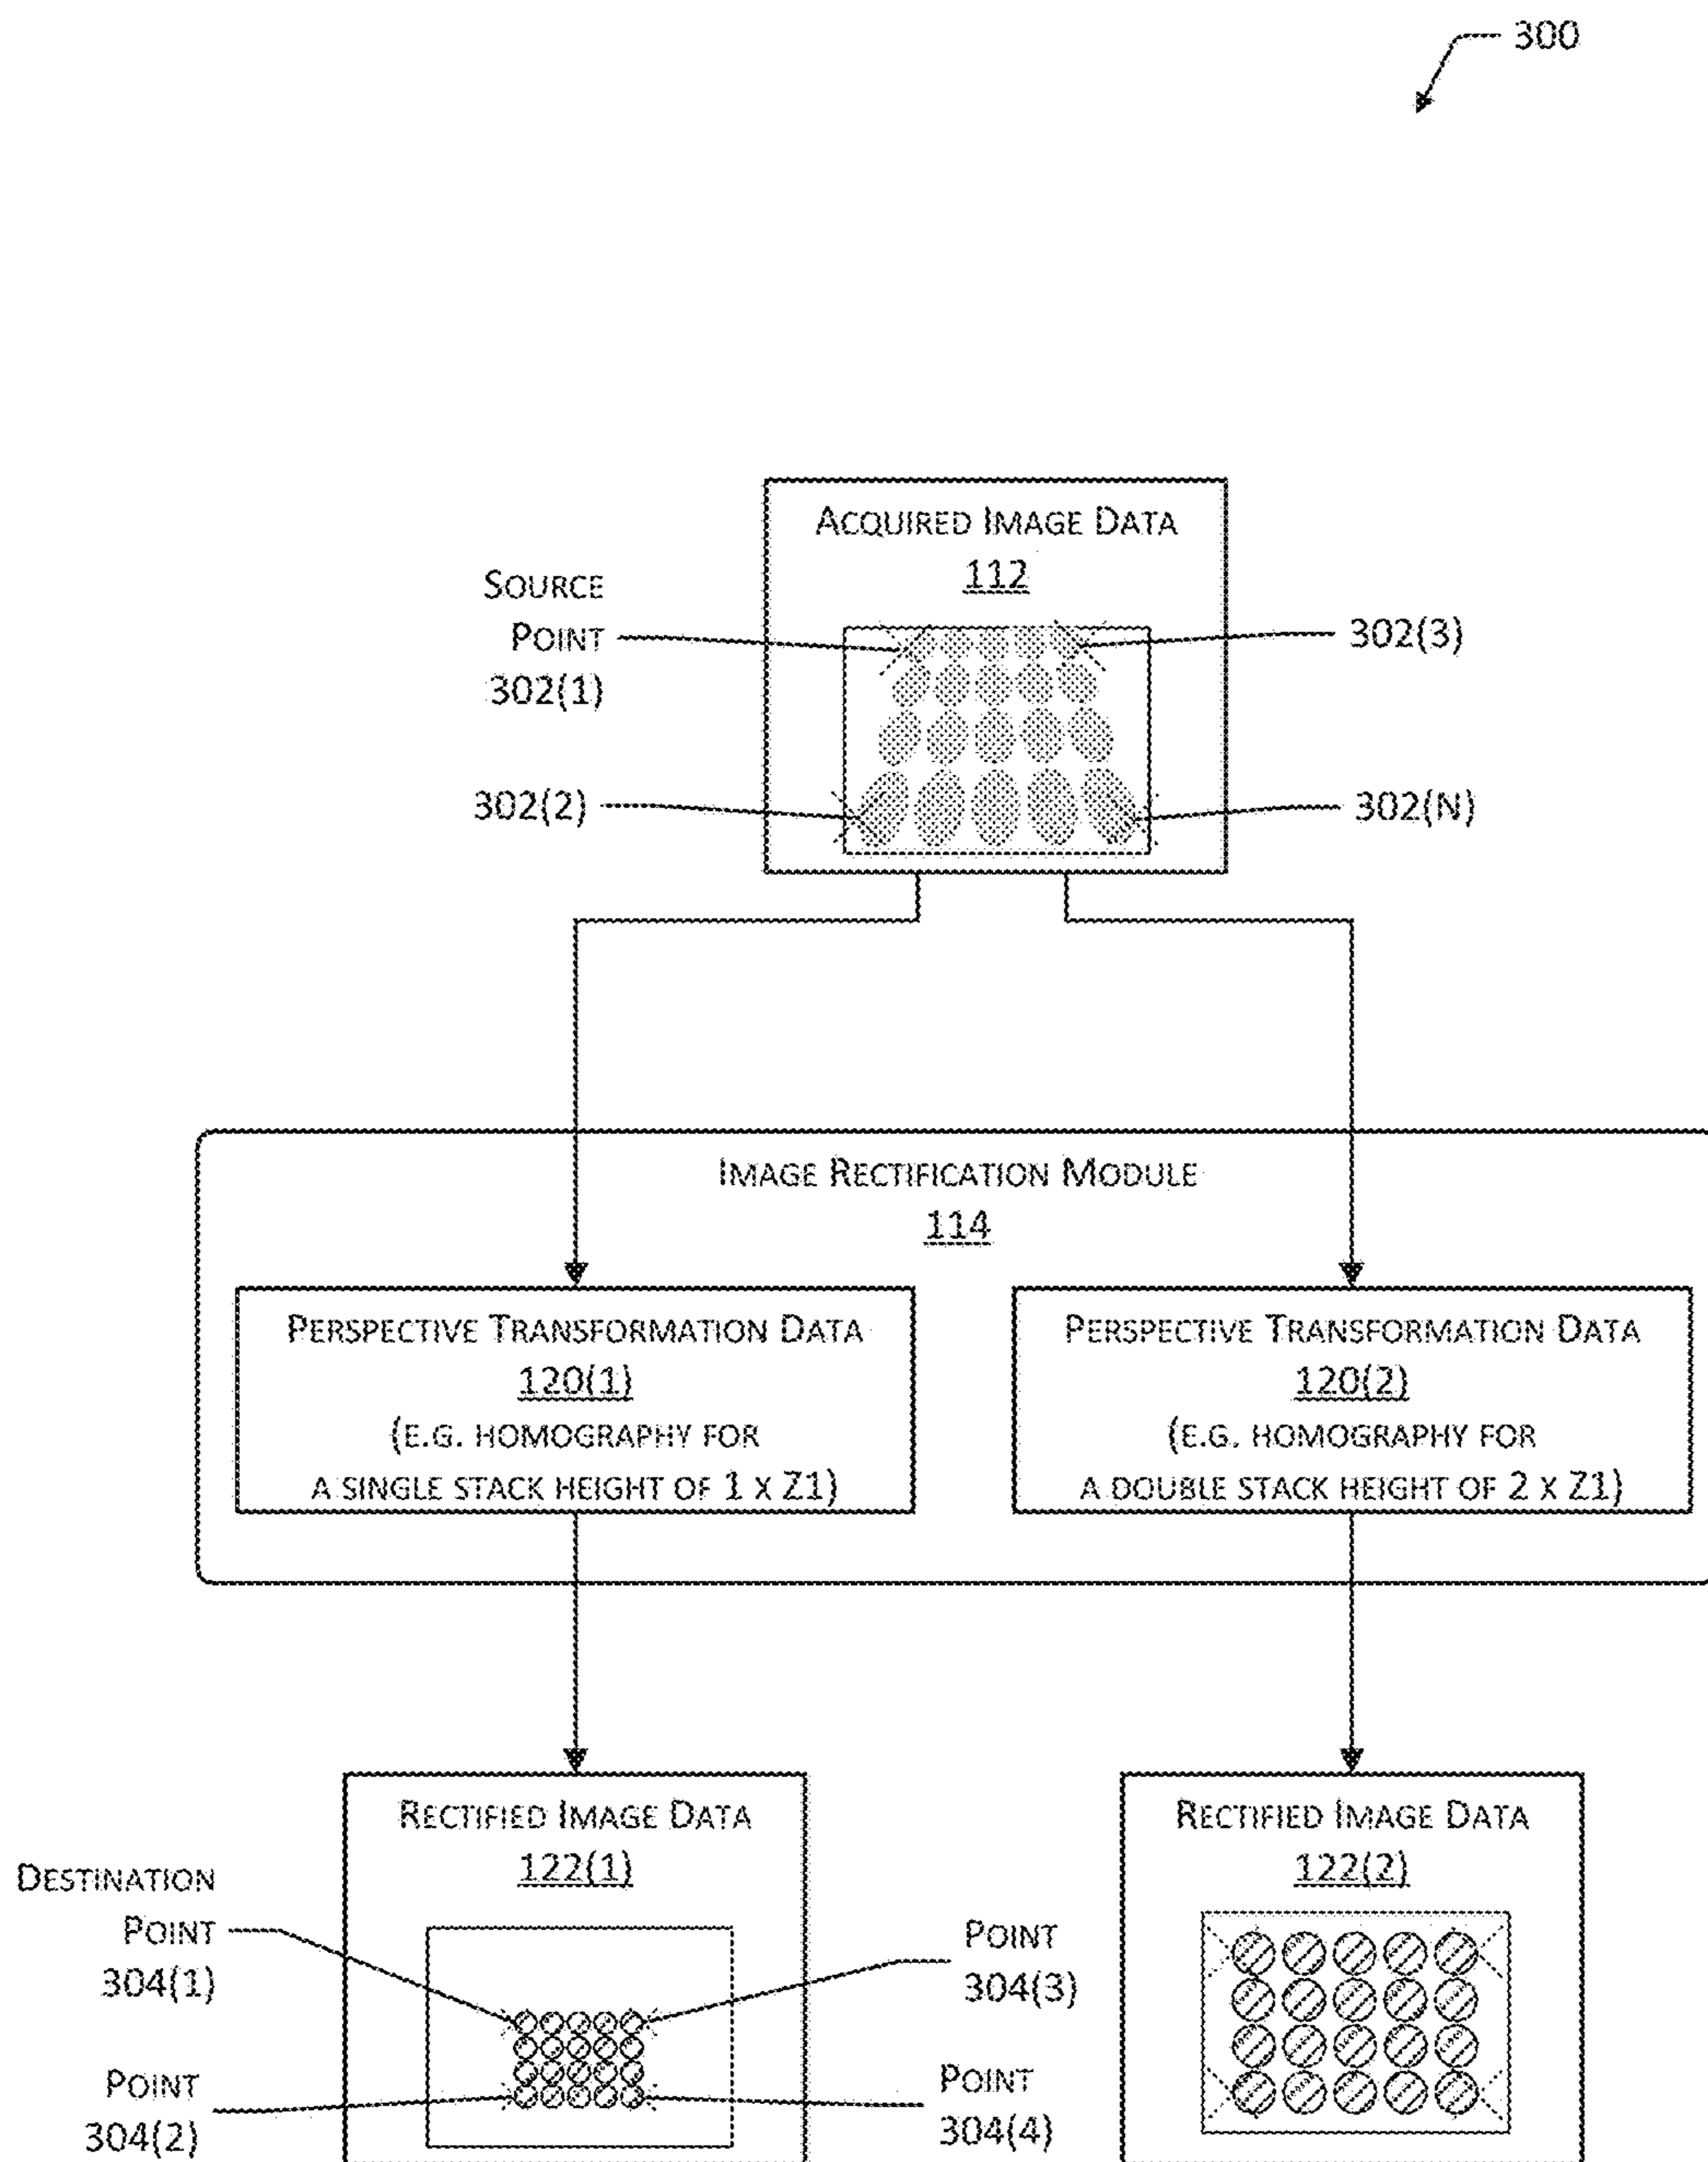 300
ACQUIRED IMAGE DATA
112
SOURCE
POINT
302(1)
302(3)
302(2)
302(N)
IMAGE RECTIFICATION MODULE
114
PERSPECTIVE TRANSFORMATION DATA
120(1)
(E.G. HOMOGRAPHY FOR
A SINGLE STACK HEIGHT OF 1 X Z1)
PERSPECTIVE TRANSFORMATION DATA
120(2)
(E.G. HOMOGRAPHY FOR
A DOUBLE STACK HEIGHT OF 2 X Z1)
RECTIFIED IMAGE DATA
122(1)
DESTINATION
POINT
304(1)
POINT
304(2)
POINT
304(3)
POINT
304(4)
RECTIFIED IMAGE DATA
122(2)